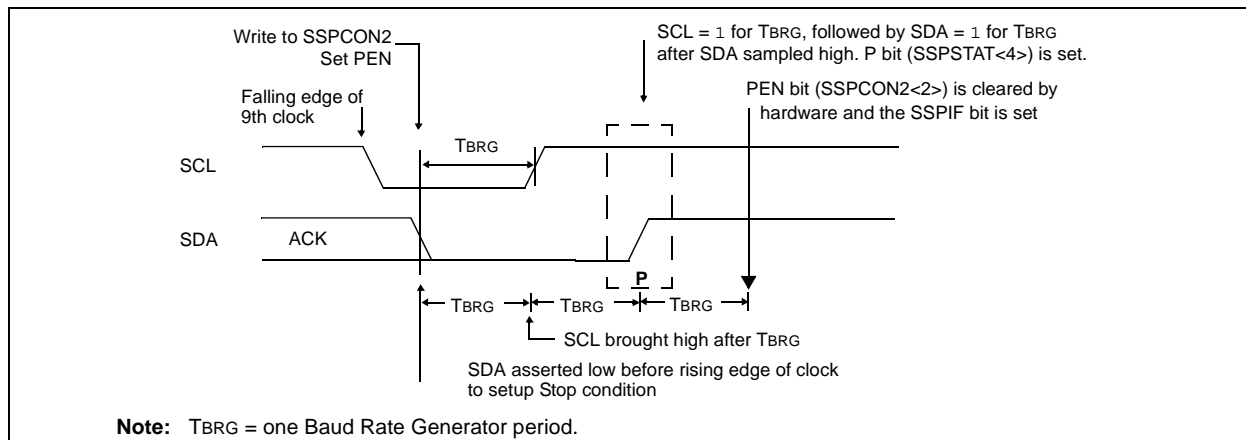 Write to SSPCON2
Set PEN
SCL = 1 for TBRG, followed by SDA = 1 for TBRG
after SDA sampled high. P bit (SSPSTAT<4>) is set.
Falling edge of
9th clock
PEN bit (SSPCON2<2>) is cleared by
hardware and the SSPIF bit is set
TBRG
SCL
SDA
ACK
P
TBRG
TBRG
TBRG
SCL brought high after TBRG
SDA asserted low before rising edge of clock
to setup Stop condition
Note: TBRG = one Baud Rate Generator period.